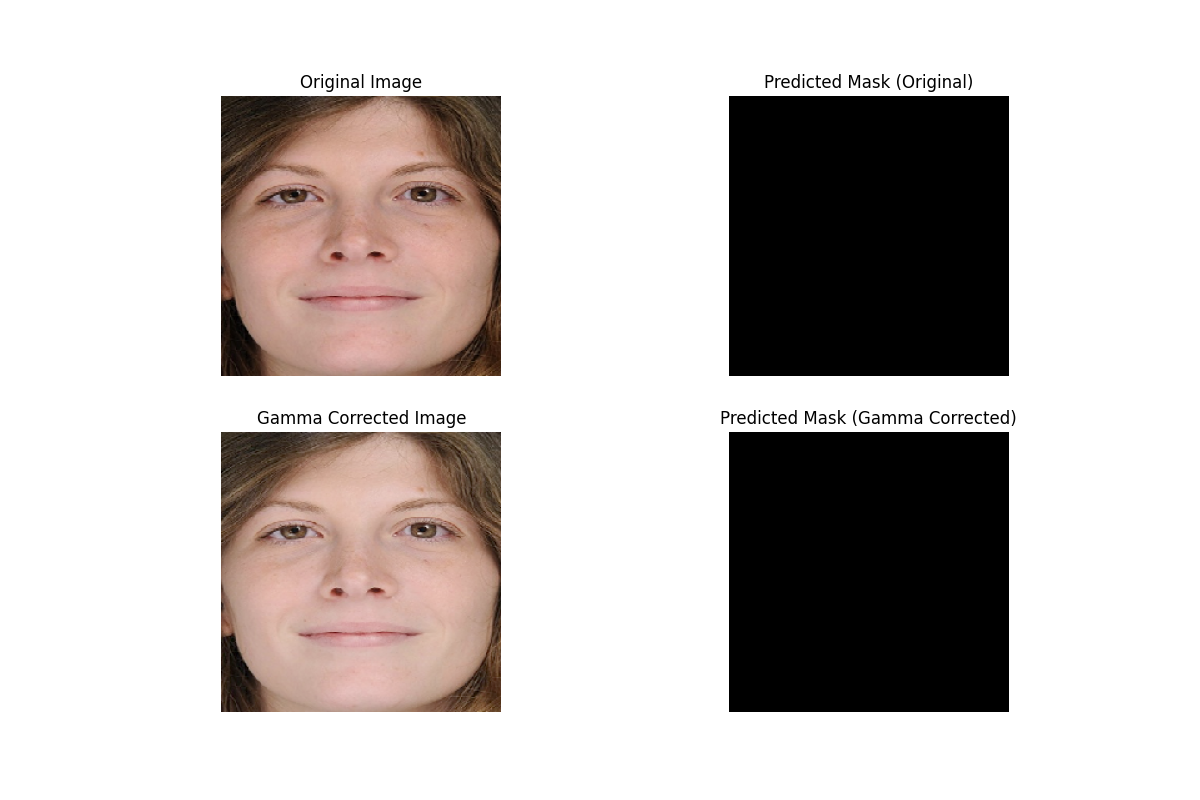 Original Image
Predicted Mask (Original)
Gamma Corrected Image
Predicted Mask (Gamma Corrected)